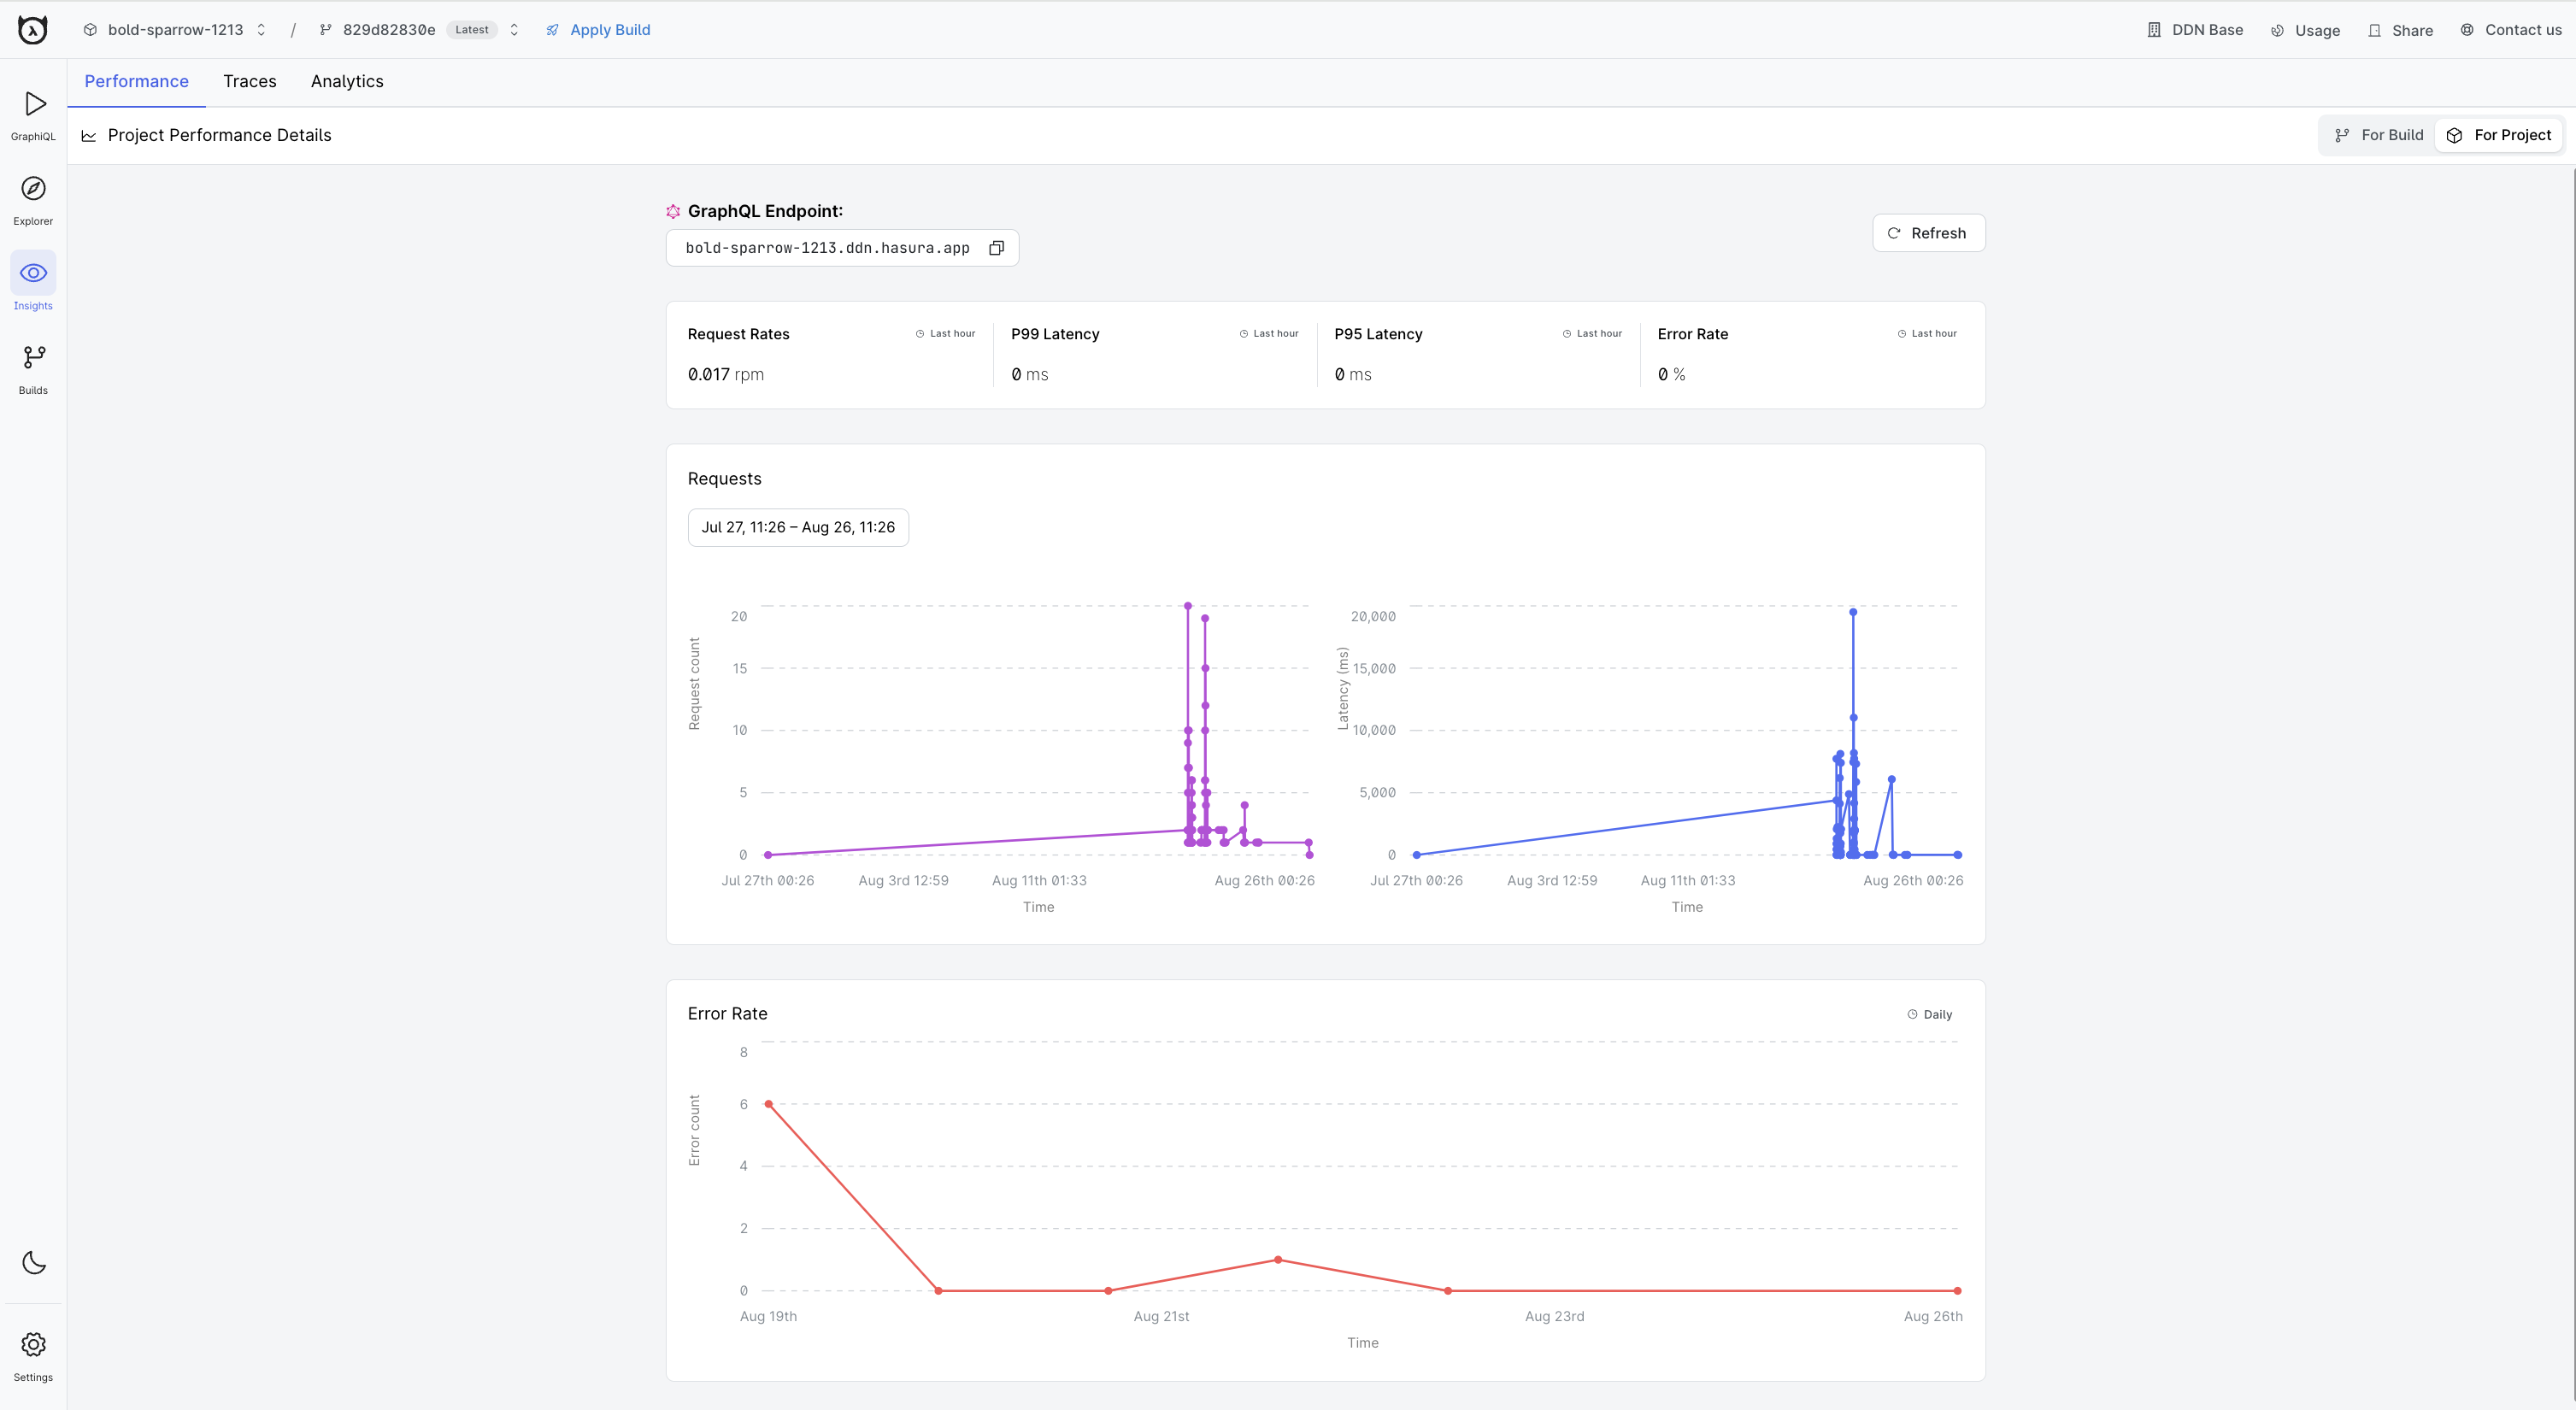 bold-sparrow-1213 / 829d82830e Latest Apply Build DDN Base Usage Share Contact us
Performance Traces Analytics
GraphiQL
Explorer
Insights
Builds
Settings
Project Performance Details For Build For Project
GraphQL Endpoint:
bold-sparrow-1213.ddn.hasura.app
Refresh
Request Rates Last hour
0.017 rpm
P99 Latency Last hour
0 ms
P95 Latency Last hour
0 ms
Error Rate Last hour
0 %
Requests
Jul 27, 11:26 – Aug 26, 11:26
Request count
20
15
10
5
0
Jul 27th 00:26 Aug 3rd 12:59 Aug 11th 01:33 Aug 26th 00:26
Time
Latency (ms)
20,000
15,000
10,000
5,000
0
Jul 27th 00:26 Aug 3rd 12:59 Aug 11th 01:33 Aug 26th 00:26
Time
Error Rate Daily
Error count
8
6
4
2
0
Aug 19th Aug 21st Aug 23rd Aug 26th
Time